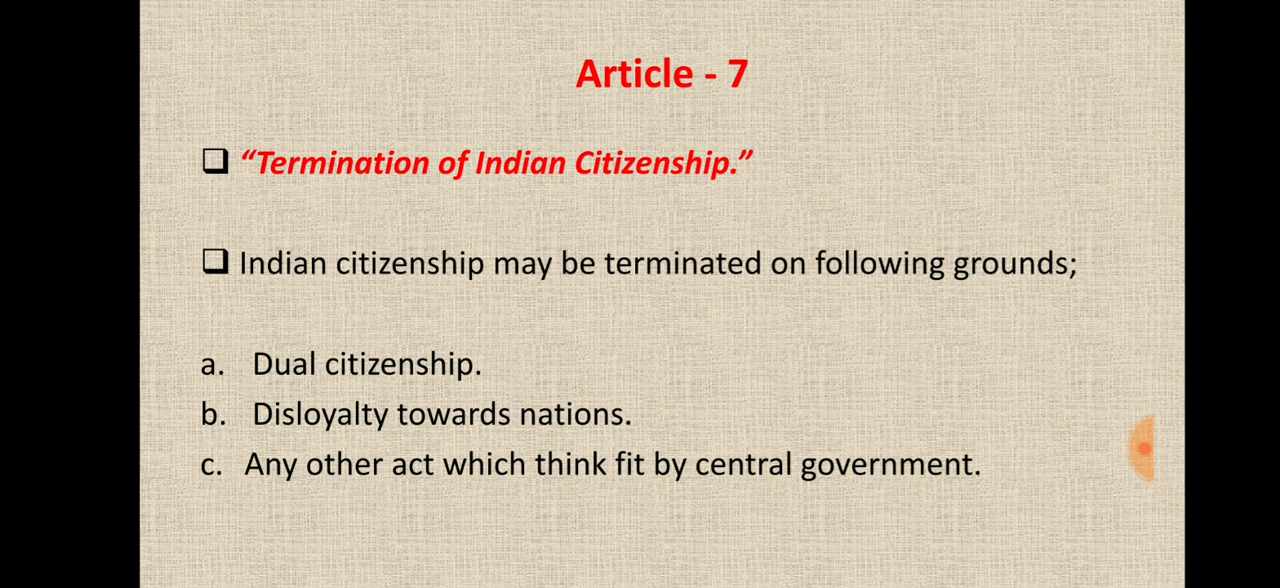 Article - 7
“Termination of Indian Citizenship.”
Indian citizenship may be terminated on following grounds;
a. Dual citizenship.
b. Disloyalty towards nations.
c. Any other act which think fit by central government.